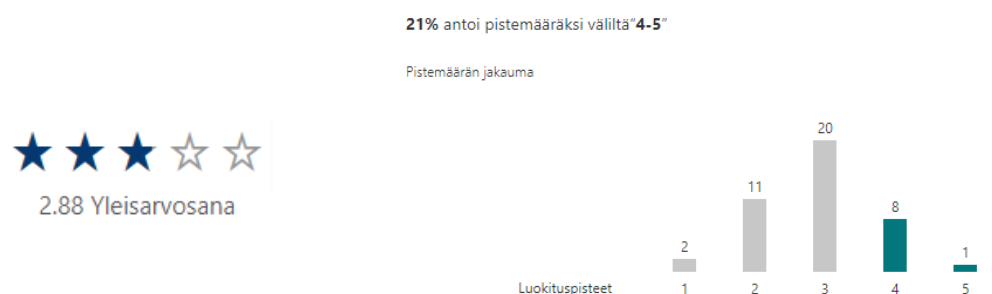 21% antoi pistemääräksi väliltä"4-5"
Pistemäärän jakauma
2.88 Yleisarvosana
2
11
20
8
1
Luokituspisteet 1 2 3 4 5